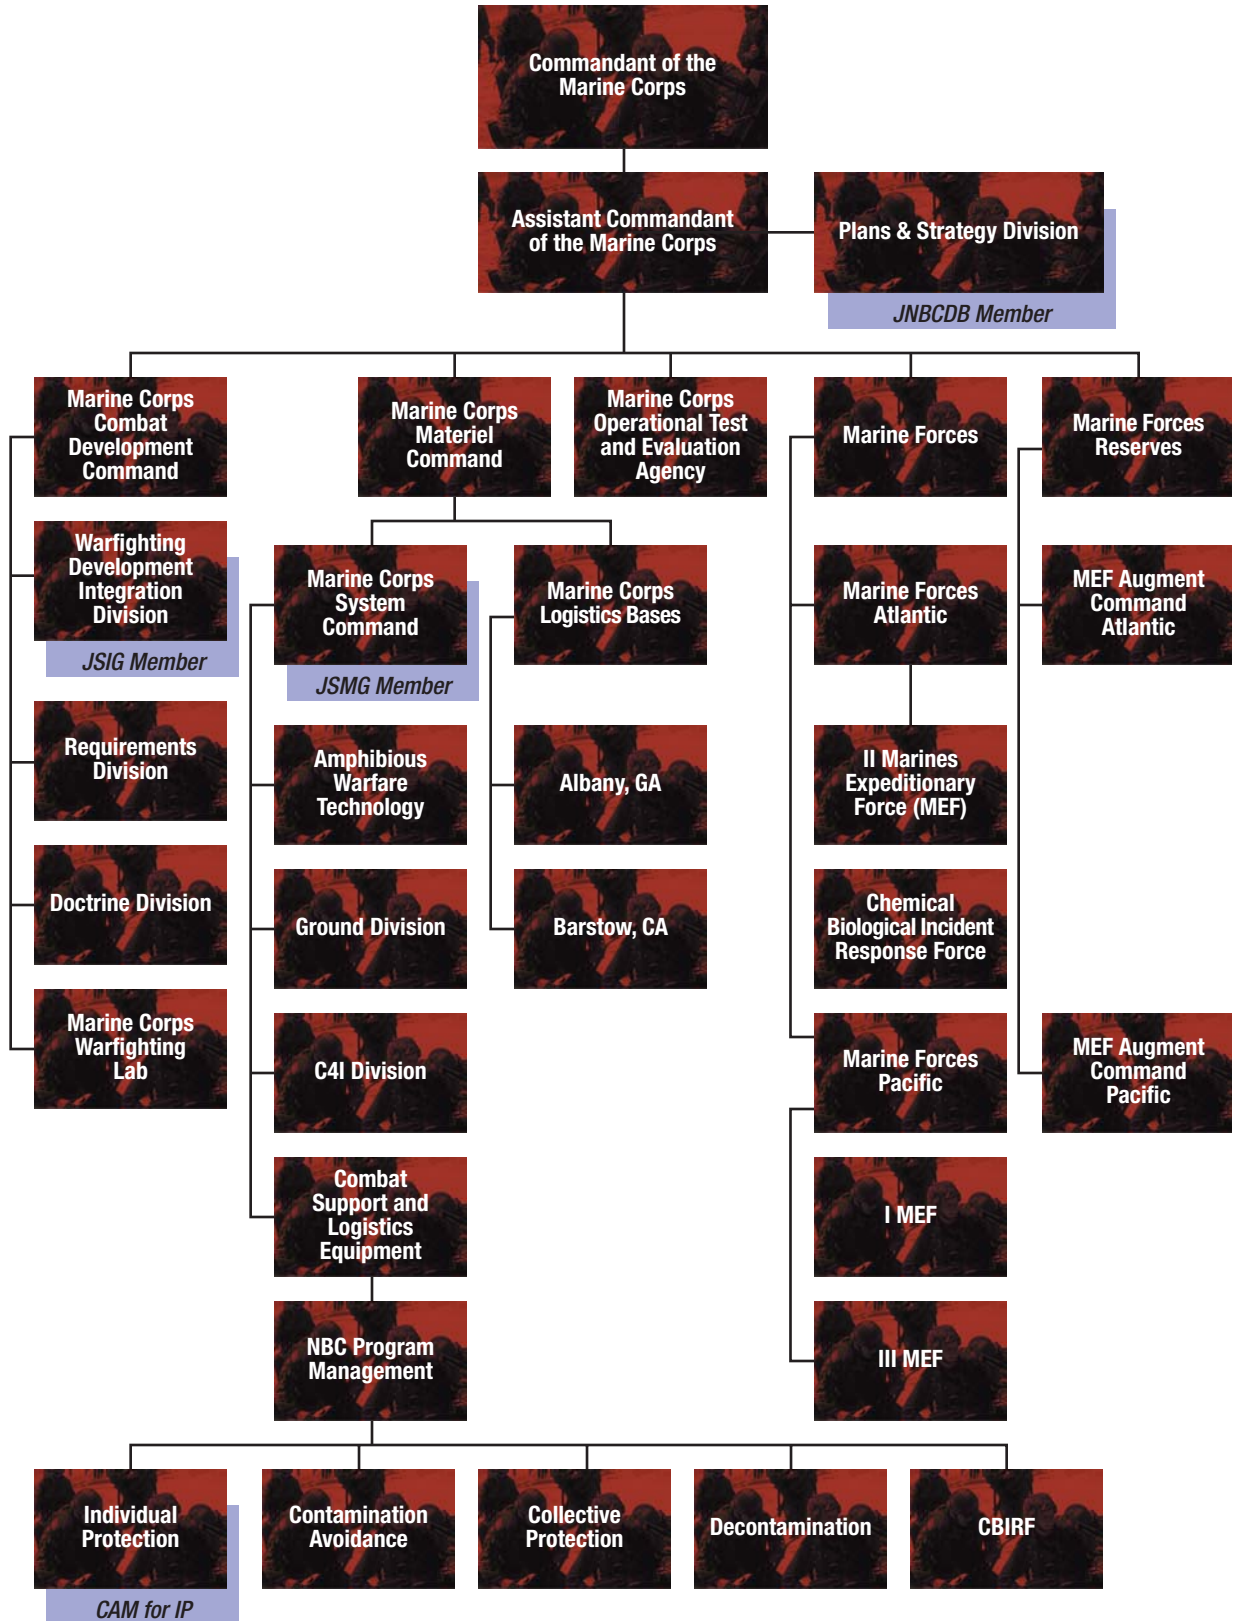 Commandant of the
Marine Corps
Assistant Commandant
of the Marine Corps
Plans & Strategy Division
JNBCDB Member
Marine Corps
Combat
Development
Command
Marine Corps
Materiel
Command
Marine Corps
Operational Test
and Evaluation
Agency
Marine Forces
Marine Forces
Reserves
Warfighting
Development
Integration
Division
JSIG Member
Marine Corps
System
Command
JSMG Member
Marine Corps
Logistics Bases
Marine Forces
Atlantic
MEF Augment
Command
Atlantic
Requirements
Division
Amphibious
Warfare
Technology
Albany, GA
II Marines
Expeditionary
Force (MEF)
Doctrine Division
Ground Division
Barstow, CA
Chemical
Biological Incident
Response Force
Marine Corps
Warfighting
Lab
C4I Division
Marine Forces
Pacific
MEF Augment
Command
Pacific
Combat
Support and
Logistics
Equipment
I MEF
NBC Program
Management
III MEF
Individual
Protection
CAM for IP
Contamination
Avoidance
Collective
Protection
Decontamination
CBIRF